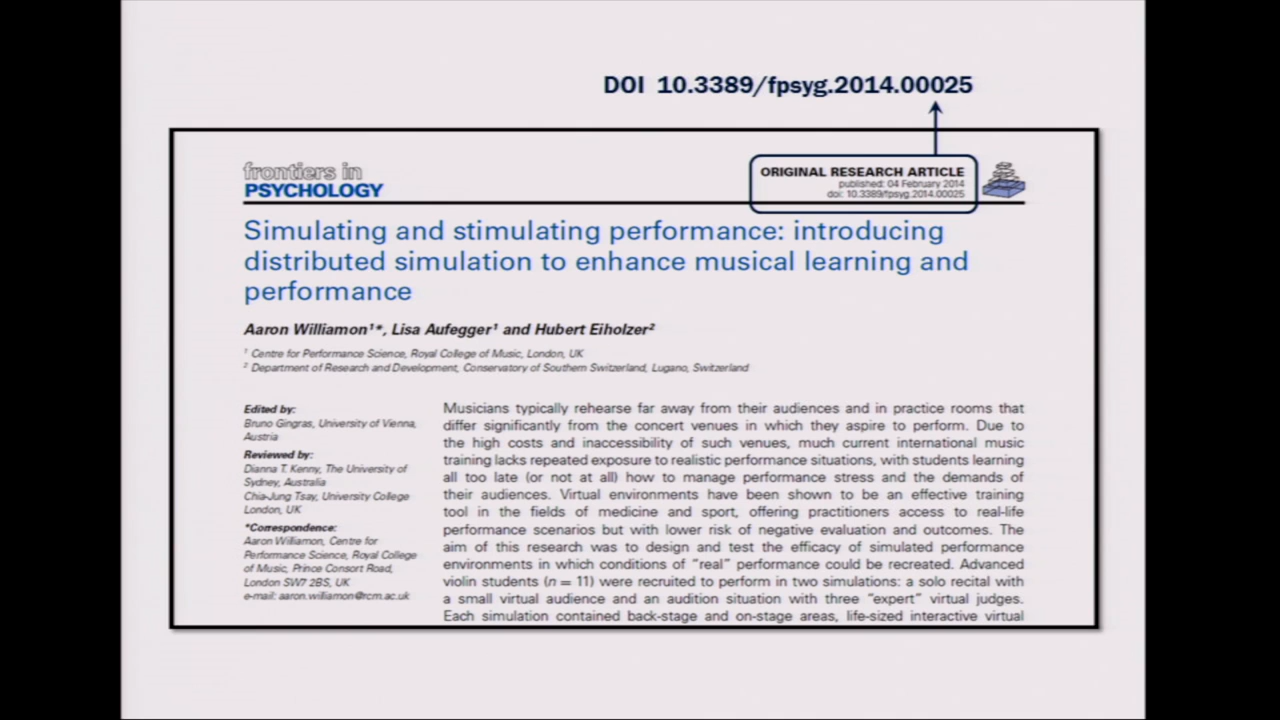 DOI 10.3389/fpsyg.2014.00025
frontiers in
PSYCHOLOGY
ORIGINAL RESEARCH ARTICLE
published: 04 February 2014
doi: 10.3389/fpsyg.2014.00025
Simulating and stimulating performance: introducing
distributed simulation to enhance musical learning and
performance
Aaron Williamon¹*, Lisa Aufegger¹ and Hubert Eiholzer²
¹ Centre for Performance Science, Royal College of Music, London, UK
² Department of Research and Development, Conservatory of Southern Switzerland, Lugano, Switzerland
Edited by:
Bruno Gingras, University of Vienna,
Austria
Reviewed by:
Dianna T. Kenny, The University of
Sydney, Australia
Chia-Jung Tsay, University College
London, UK
*Correspondence:
Aaron Williamon, Centre for
Performance Science, Royal College
of Music, Prince Consort Road,
London SW7 2BS, UK
e-mail: aaron.williamon@rcm.ac.uk
Musicians typically rehearse far away from their audiences and in practice rooms that
differ significantly from the concert venues in which they aspire to perform. Due to
the high costs and inaccessibility of such venues, much current international music
training lacks repeated exposure to realistic performance situations, with students learning
all too late (or not at all) how to manage performance stress and the demands of
their audiences. Virtual environments have been shown to be an effective training
tool in the fields of medicine and sport, offering practitioners access to real-life
performance scenarios but with lower risk of negative evaluation and outcomes. The
aim of this research was to design and test the efficacy of simulated performance
environments in which conditions of “real” performance could be recreated. Advanced
violin students (n = 11) were recruited to perform in two simulations: a solo recital with
a small virtual audience and an audition situation with three “expert” virtual judges.
Each simulation contained back-stage and on-stage areas, life-sized interactive virtual